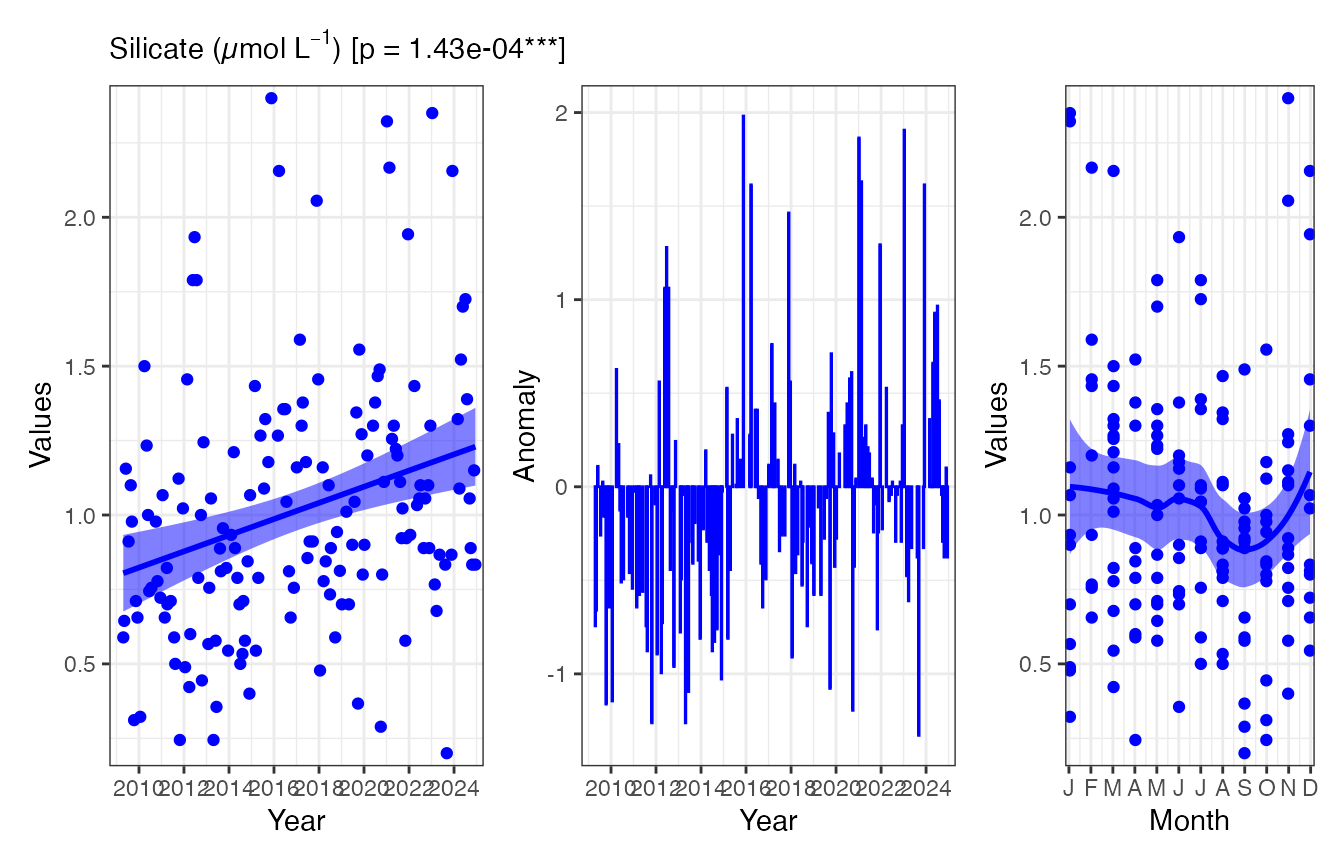 Silicate (µmol L⁻¹) [p = 1.43e-04***]
Values
2.0
1.5
1.0
0.5
2010 2012 2014 2016 2018 2020 2022 2024
Year
Anomaly
2
1
0
-1
2010 2012 2014 2016 2018 2020 2022 2024
Year
Values
2.0
1.5
1.0
0.5
J F M A M J J A S O N D
Month